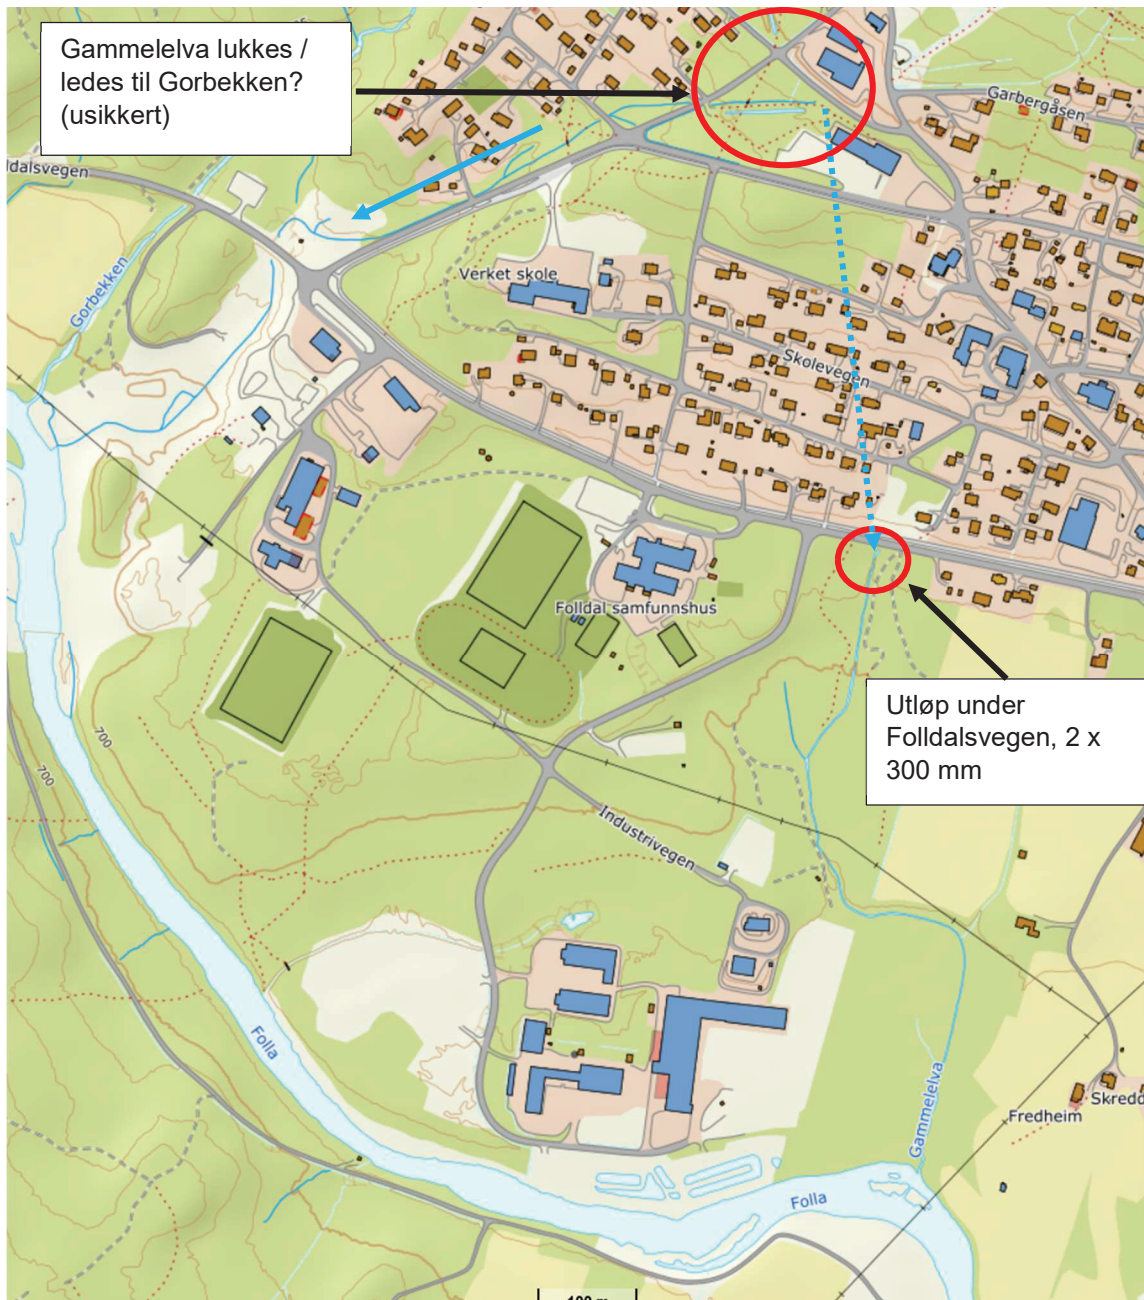 Gammelelva lukkes /
ledes til Gorbekken?
(usikkert)
Garbergåsen
ldalsvegen
Gorbekken
Verket skole
Skolevegen
Folldal samfunnshus
Utløp under
Folldalsvegen, 2 x
300 mm
700
700
Industrivegen
Folla
Gammelelva
Fredheim
Skredd
Folla